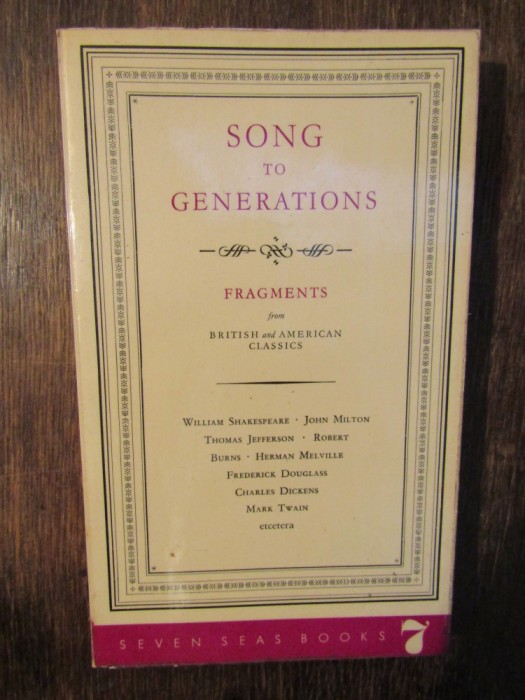 SONG
TO
GENERATIONS
FRAGMENTS
from
BRITISH and AMERICAN
CLASSICS
WILLIAM SHAKESPEARE · JOHN MILTON
THOMAS JEFFERSON · ROBERT
BURNS · HERMAN MELVILLE
FREDERICK DOUGLASS
CHARLES DICKENS
MARK TWAIN
etcetera
SEVEN SEAS BOOKS 7